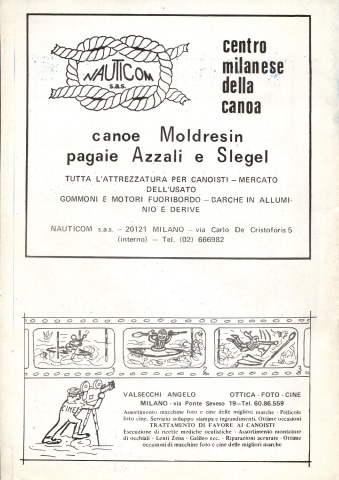 NAUTICOM
s.a.s.
centro
milanese
della
canoa
canoe Moldresin
pagaie Azzali e Slegel
TUTTA L'ATTREZZATURA PER CANOISTI — MERCATO
DELL'USATO
GOMMONI E MOTORI FUORIBORDO — BARCHE IN ALLUMI-
NIO E DERIVE
NAUTICOM s.a.s. — 20121 MILANO — via Carlo De Cristoforis 5
(interno) — Tel. (02) 666982
CINE
VALSECCHI ANGELO OTTICA - FOTO - CINE
MILANO - via Ponte Seveso 19 — Tel. 60.86.559
Assortimento macchine foto e cine delle migliori marche - Pellicole
foto cine. Servizio sviluppo stampa e ingrandimenti. Ottime occasioni
TRATTAMENTO DI FAVORE AI CANOISTI
Esecuzione di ricette mediche oculistiche - Assortimento montature
di occhiali - Lenti Zeiss - Galileo ecc. - Riparazioni accurate - Ottime
occasioni di macchine foto e cine delle migliori marche